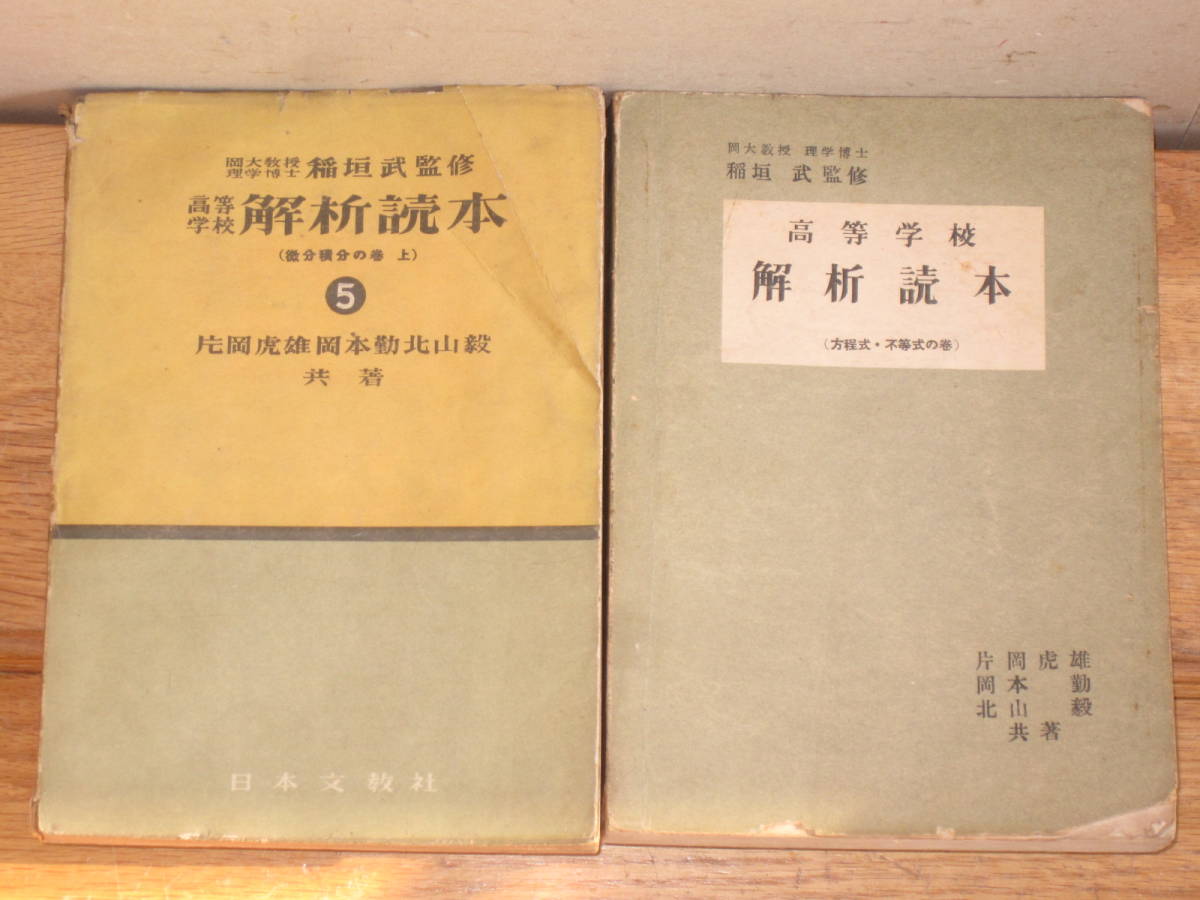 岡大教授
理学博士 稲垣武監修
高等
学校 解析読本
(微分積分の巻 上)
5
片岡虎雄岡本勤北山毅
共著
日本文教社
岡大教授 理学博士
稲垣 武監修
高等学校
解析読本
(方程式・不等式の巻)
片岡虎雄
岡本 勤
北山 毅
共著